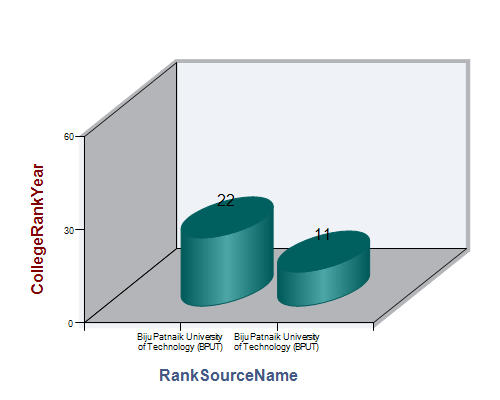 60
CollegeRankYear
22
30
11
0
Biju Patnaik University
of Technology (BPUT)
Biju Patnaik University
of Technology (BPUT)
RankSourceName